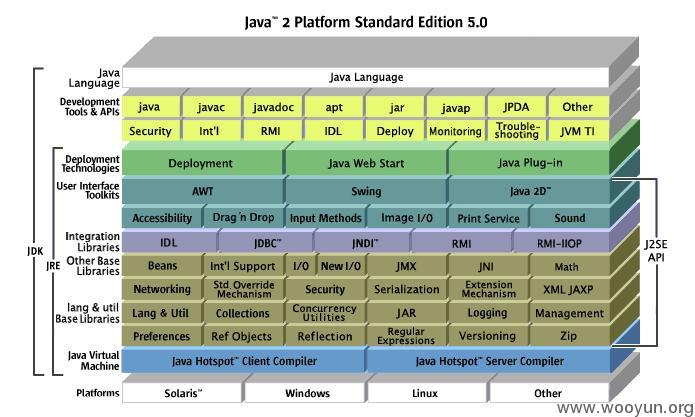 Java™ 2 Platform Standard Edition 5.0
Java Language
Java Language
Development Tools & APIs
java javac javadoc apt jar javap JPDA Other
Security Int'l RMI IDL Deploy Monitoring Trouble-shooting JVM TI
Deployment Technologies
Deployment Java Web Start Java Plug-in
User Interface Toolkits
AWT Swing Java 2D™
Accessibility Drag'n Drop Input Methods Image I/O Print Service Sound
Integration Libraries
IDL JDBC™ JNDI™ RMI RMI-IIOP
Other Base Libraries
Beans Int'l Support I/O New I/O JMX JNI Math
Networking Std. Override Mechanism Security Serialization Extension Mechanism XML JAXP
lang & util Base Libraries
Lang & Util Collections Concurrency Utilities JAR Logging Management
Preferences Ref Objects Reflection Regular Expressions Versioning Zip
Java Virtual Machine
Java Hotspot™ Client Compiler Java Hotspot™ Server Compiler
Platforms
Solaris™ Windows Linux Other
JDK
JRE
J2SE API
www.wooyun.org